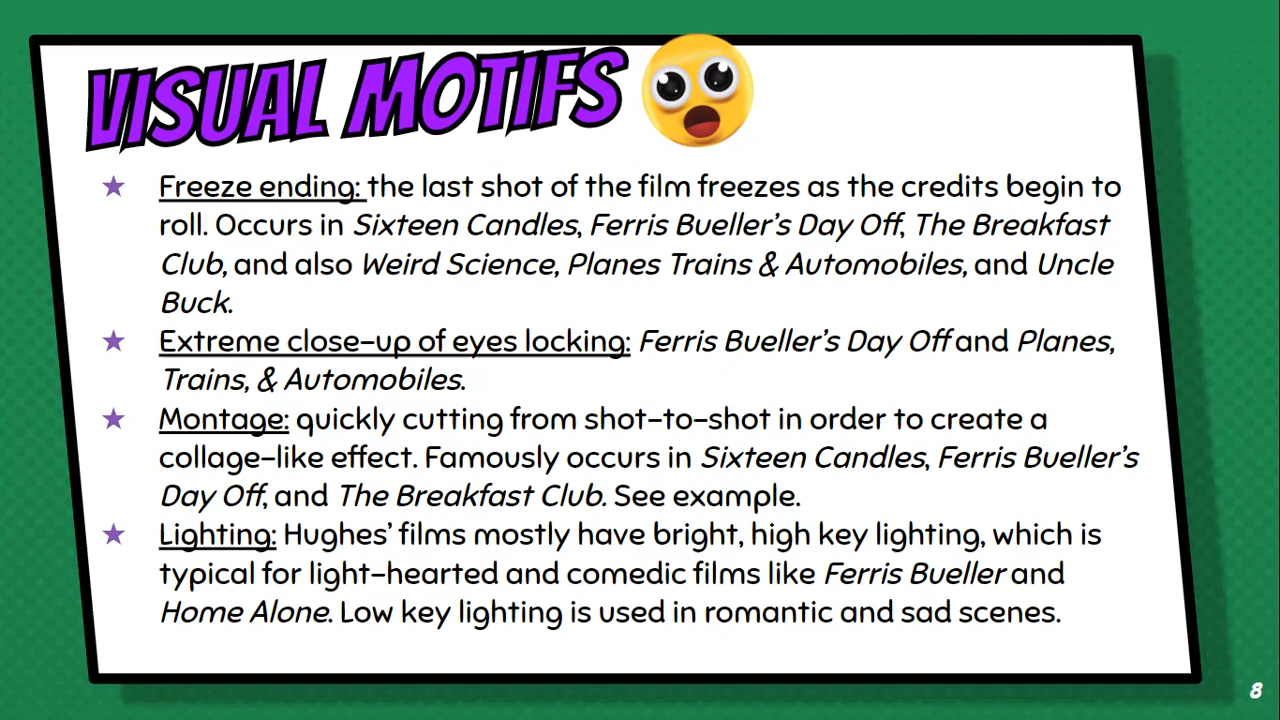 VISUAL MOTIFS
★ Freeze ending: the last shot of the film freezes as the credits begin to
roll. Occurs in Sixteen Candles, Ferris Bueller's Day Off, The Breakfast
Club, and also Weird Science, Planes Trains & Automobiles, and Uncle
Buck.
★ Extreme close-up of eyes locking: Ferris Bueller's Day Off and Planes,
Trains, & Automobiles.
★ Montage: quickly cutting from shot-to-shot in order to create a
collage-like effect. Famously occurs in Sixteen Candles, Ferris Bueller's
Day Off, and The Breakfast Club. See example.
★ Lighting: Hughes' films mostly have bright, high key lighting, which is
typical for light-hearted and comedic films like Ferris Bueller and
Home Alone. Low key lighting is used in romantic and sad scenes.
8